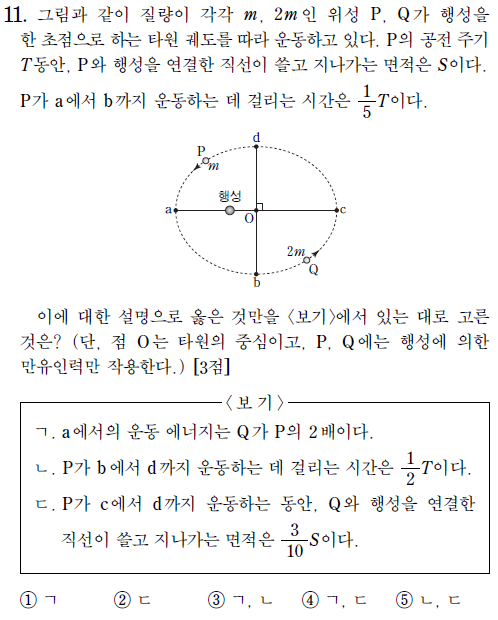 11. 그림과 같이 질량이 각각 m, 2m인 위성 P, Q가 행성을
한 초점으로 하는 타원 궤도를 따라 운동하고 있다. P의 공전 주기
T동안, P와 행성을 연결한 직선이 쓸고 지나가는 면적은 S이다.
P가 a에서 b까지 운동하는 데 걸리는 시간은 1/5 T이다.
d
P
m
행성
a
O
c
2m
Q
b
이에 대한 설명으로 옳은 것만을 <보기>에서 있는 대로 고른
것은? (단, 점 O는 타원의 중심이고, P, Q에는 행성에 의한
만유인력만 작용한다.) [3점]
<보 기>
ㄱ. a에서의 운동 에너지는 Q가 P의 2배이다.
ㄴ. P가 b에서 d까지 운동하는 데 걸리는 시간은 1/2 T이다.
ㄷ. P가 c에서 d까지 운동하는 동안, Q와 행성을 연결한
직선이 쓸고 지나가는 면적은 3/10 S이다.
① ㄱ ② ㄷ ③ ㄱ, ㄴ ④ ㄱ, ㄷ ⑤ ㄴ, ㄷ